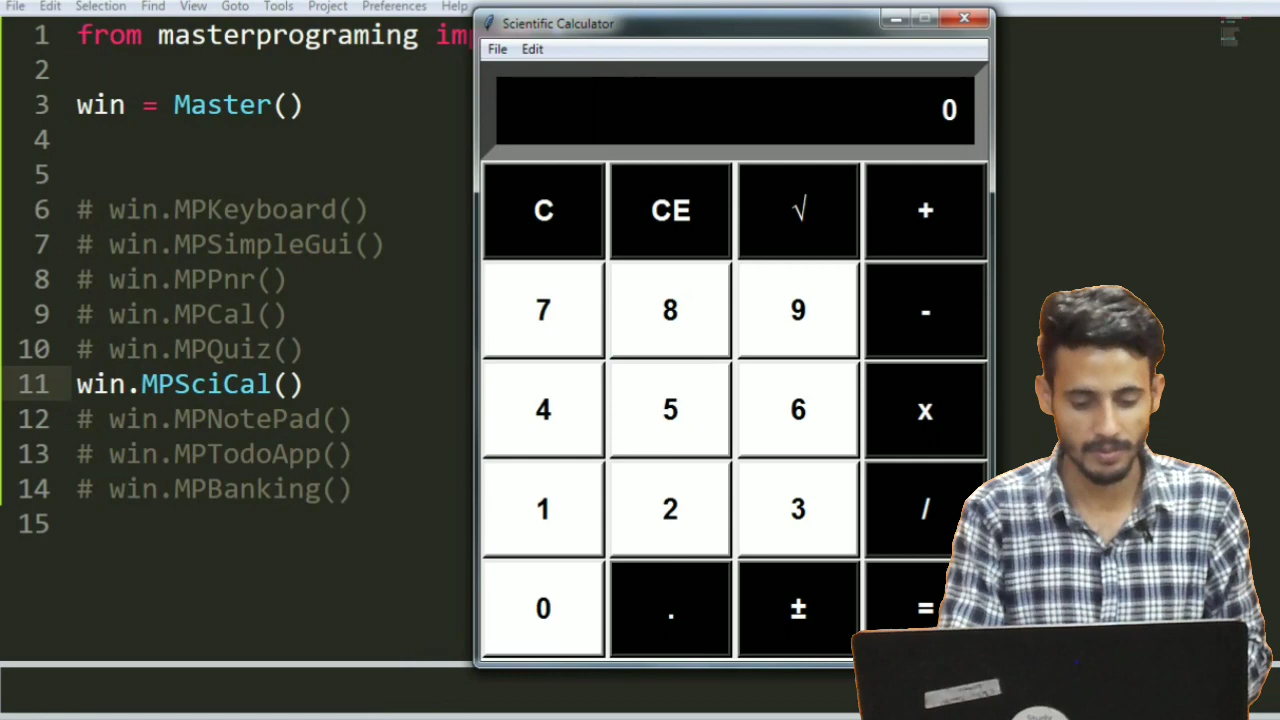 File Edit Selection Find View Goto Tools Project Preferences Help
1 from masterprograming
2
3 win = Master()
4
5
6 # win.MPKeyboard()
7 # win.MPSimpleGui()
8 # win.MPPnr()
9 # win.MPCal()
10 # win.MPQuiz()
11 win.MPSciCal()
12 # win.MPNotePad()
13 # win.MPTodoApp()
14 # win.MPBanking()
15
Scientific Calculator
File Edit
0
C CE √ +
7 8 9 -
4 5 6 x
1 2 3 /
0 . ± =
Study